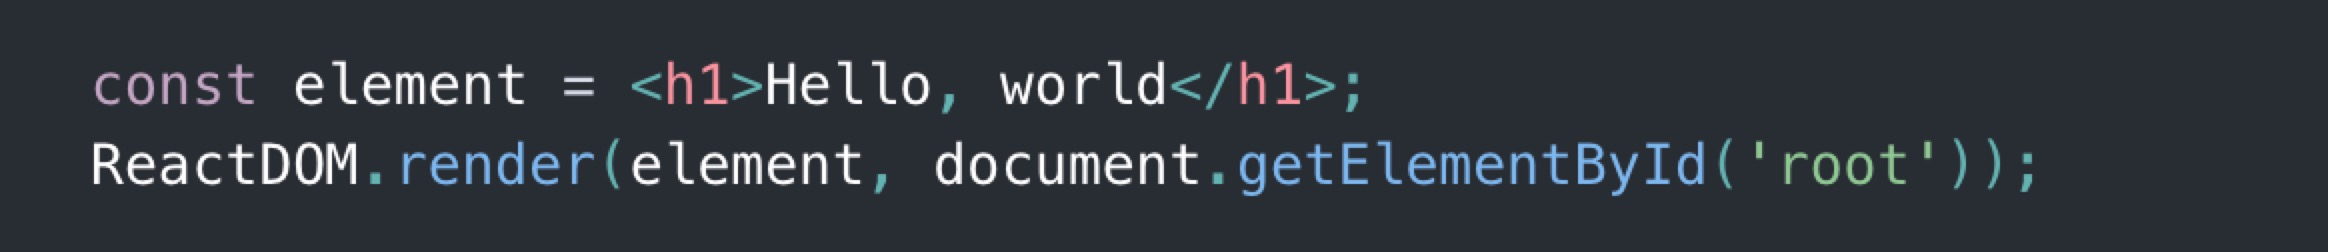 const element = <h1>Hello, world</h1>;
ReactDOM.render(element, document.getElementById('root'));